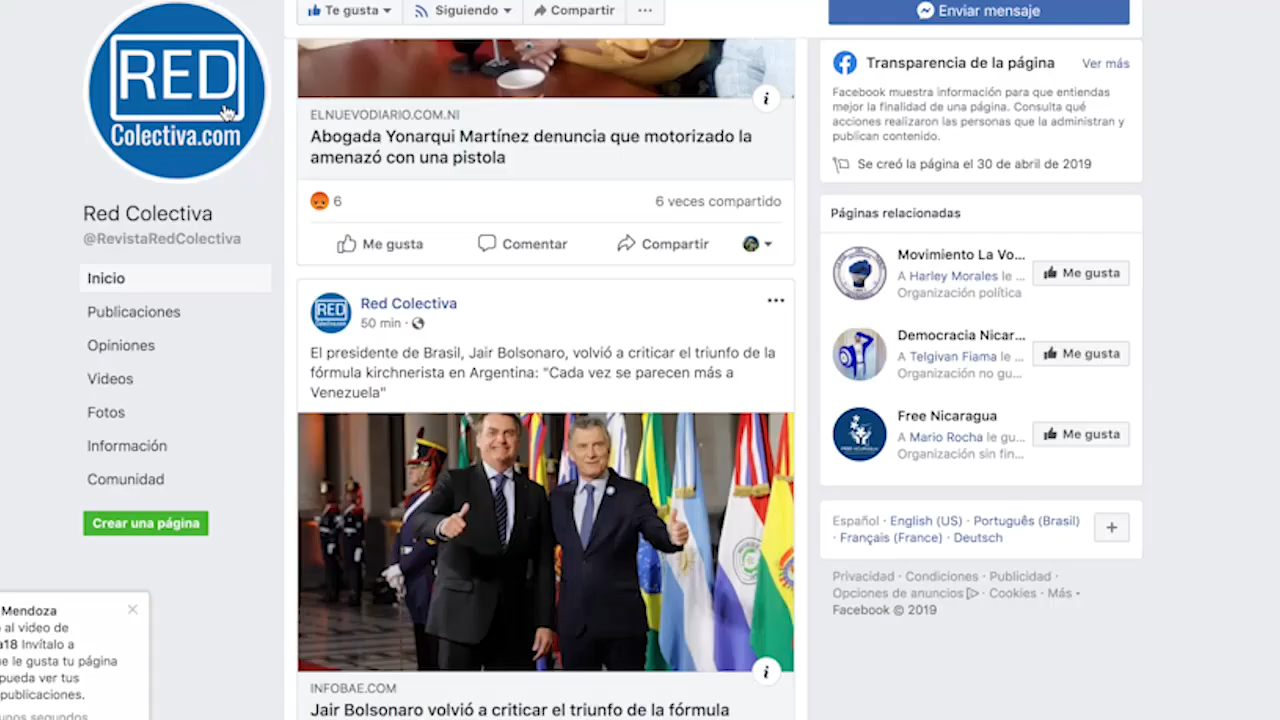 Te gusta
Siguiendo
Compartir
Enviar mensaje
RED
Colectiva.com
Red Colectiva
@RevistaRedColectiva
Inicio
Publicaciones
Opiniones
Videos
Fotos
Información
Comunidad
Crear una página
Mendoza
al video de
a18 Invítalo a
ue le gusta tu página
pueda ver tus
publicaciones.
unos segundos
ELNUEVODIARIO.COM.NI
Abogada Yonarqui Martínez denuncia que motorizado la
amenazó con una pistola
6
6 veces compartido
Me gusta
Comentar
Compartir
RED
Colectiva.com
Red Colectiva
50 min ·
El presidente de Brasil, Jair Bolsonaro, volvió a criticar el triunfo de la
fórmula kirchnerista en Argentina: "Cada vez se parecen más a
Venezuela"
INFOBAE.COM
Jair Bolsonaro volvió a criticar el triunfo de la fórmula
Transparencia de la página
Ver más
Facebook muestra información para que entiendas
mejor la finalidad de una página. Consulta qué
acciones realizaron las personas que la administran y
publican contenido.
Se creó la página el 30 de abril de 2019
Páginas relacionadas
Movimiento La Vo...
A Harley Morales le ...
Organización política
Me gusta
Democracia Nicar...
A Telgivan Fiama le ...
Organización no gu...
Me gusta
Free Nicaragua
A Mario Rocha le gu...
Organización sin fin...
Me gusta
Español · English (US) · Português (Brasil)
· Français (France) · Deutsch
Privacidad · Condiciones · Publicidad ·
Opciones de anuncios · Cookies · Más
Facebook © 2019